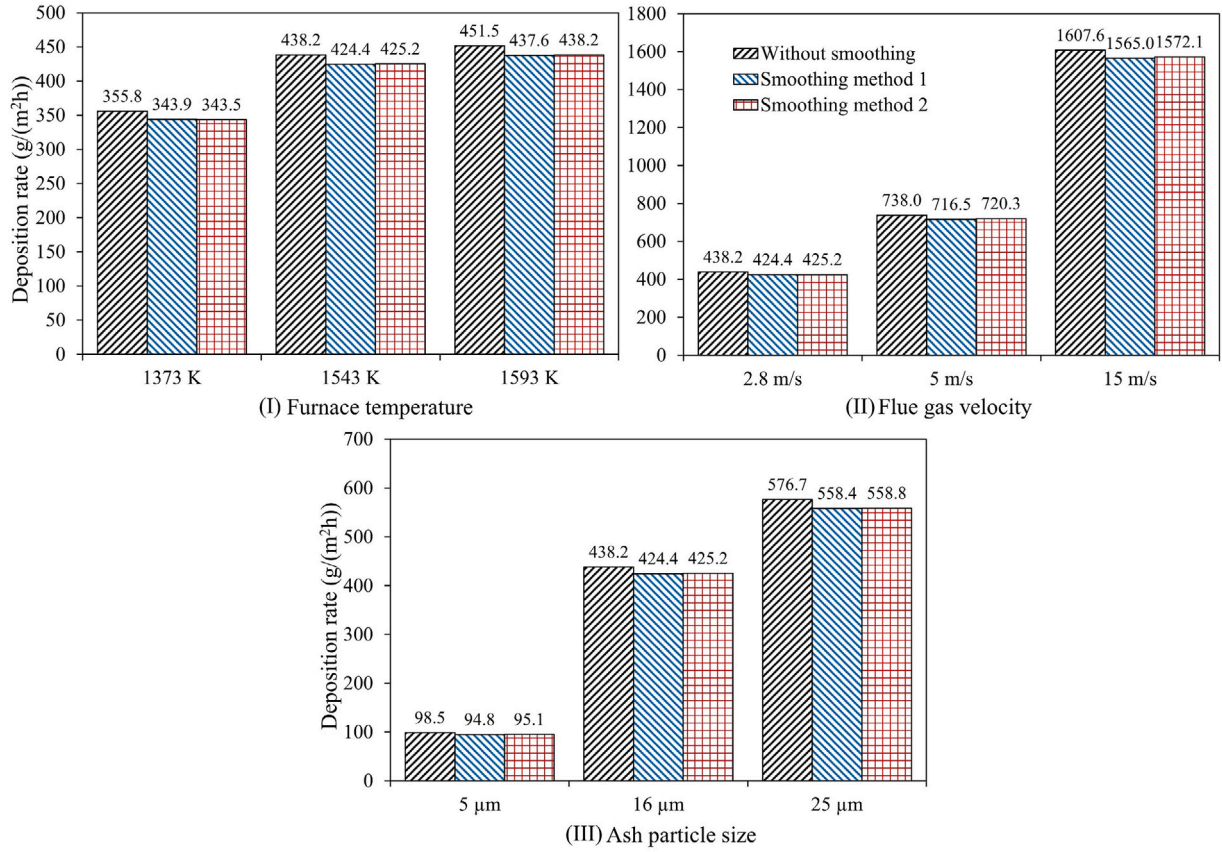 Deposition rate (g/(m²h))
500
450
400
350
300
250
200
150
100
50
0
355.8 343.9 343.5
438.2 424.4 425.2
451.5 437.6 438.2
1373 K 1543 K 1593 K
(I) Furnace temperature
1800
1600
1400
1200
1000
800
600
400
200
0
Without smoothing
Smoothing method 1
Smoothing method 2
438.2 424.4 425.2
738.0 716.5 720.3
1607.6 1565.0 1572.1
2.8 m/s 5 m/s 15 m/s
(II) Flue gas velocity
Deposition rate (g/(m²h))
700
600
500
400
300
200
100
0
98.5 94.8 95.1
438.2 424.4 425.2
576.7 558.4 558.8
5 µm 16 µm 25 µm
(III) Ash particle size